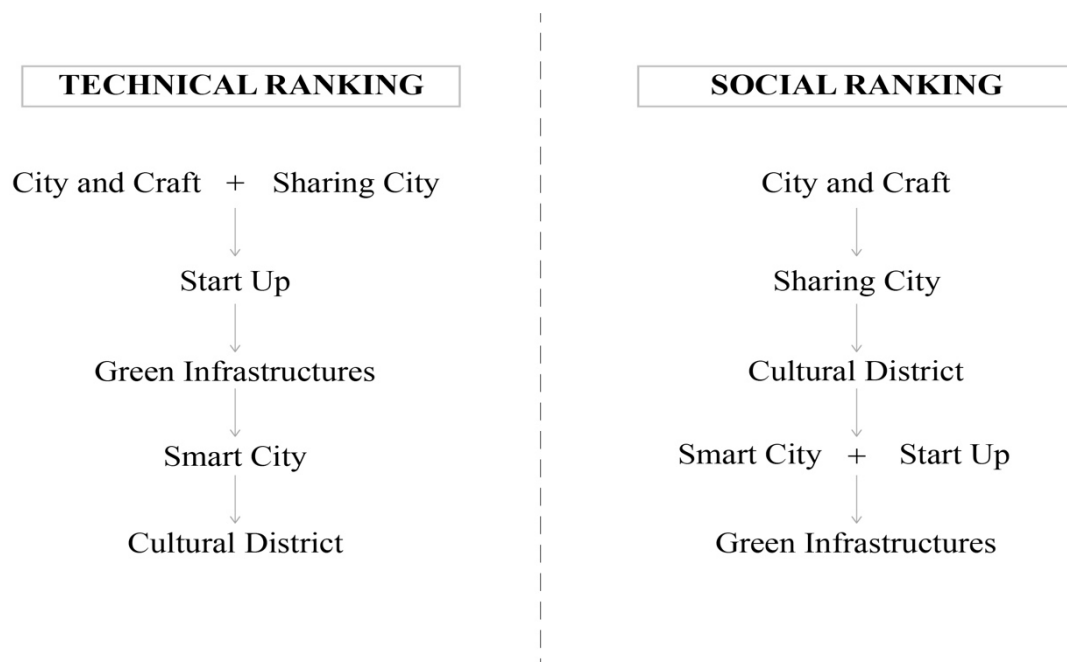 TECHNICAL RANKING
City and Craft + Sharing City
Start Up
Green Infrastructures
Smart City
Cultural District
SOCIAL RANKING
City and Craft
Sharing City
Cultural District
Smart City + Start Up
Green Infrastructures